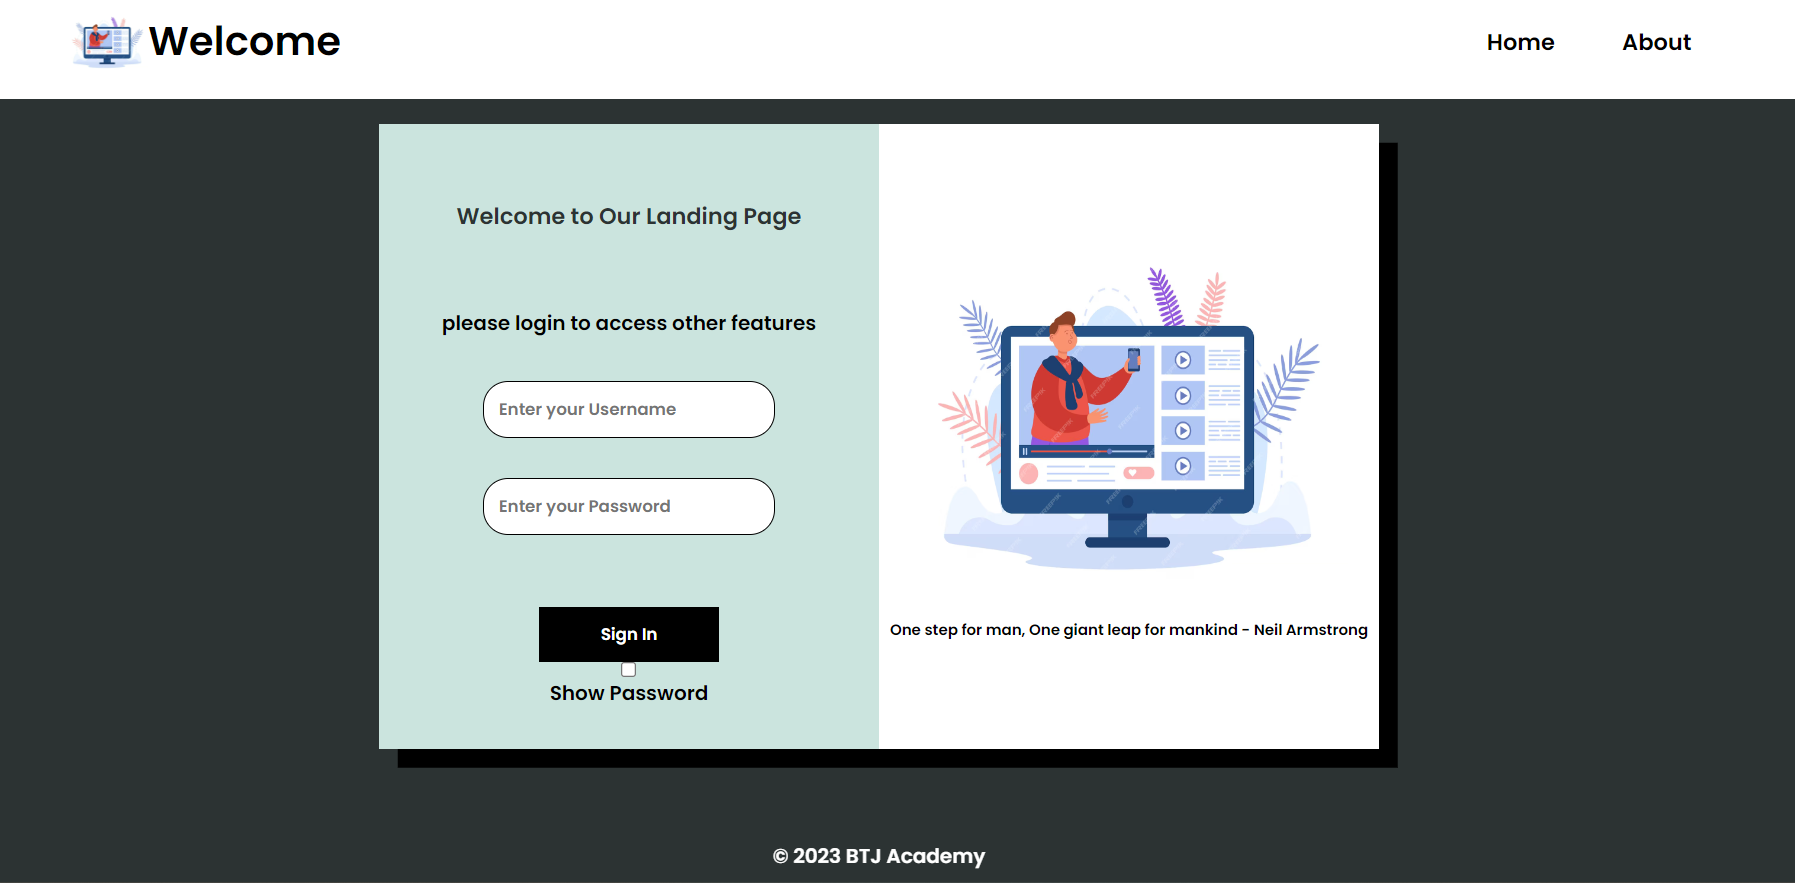 Welcome
Home
About
Welcome to Our Landing Page
please login to access other features
Enter your Username
Enter your Password
Sign In
Show Password
One step for man, One giant leap for mankind - Neil Armstrong
© 2023 BTJ Academy